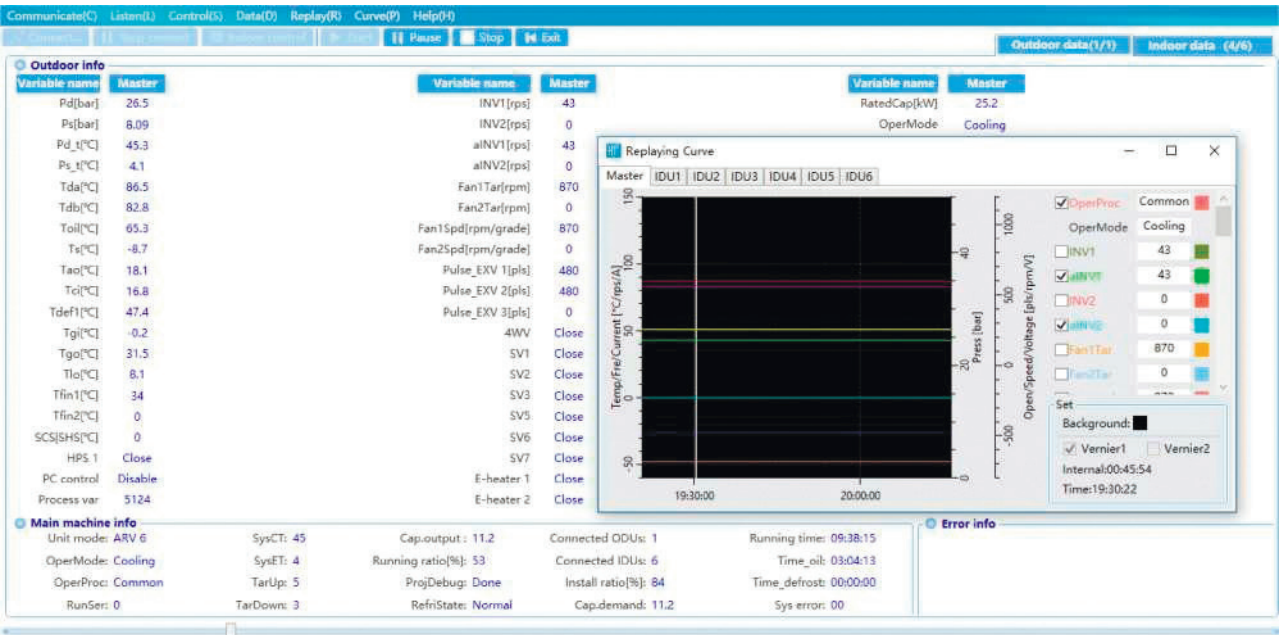 Communicate(C) Listen(L) Control(S) Data(D) Replay(R) Curve(P) Help(H)
Pause Stop Exit
Outdoor data(1/1) Indoor data (4/6)
Outdoor info
Variable name Master Variable name Master Variable name Master
Pd[bar] 26.5 INV1[rps] 43 RatedCap[kW] 25.2
Ps[bar] 8.09 INV2[rps] 0 OperMode Cooling
Pd_t[℃] 45.3 aINV1[rps] 43
Ps_t[℃] 4.1 aINV2[rps] 0
Tda[℃] 86.5 Fan1Tar[rpm] 870
Tdb[℃] 82.8 Fan2Tar[rpm] 0
Toil[℃] 65.3 Fan1Spd[rpm/grade] 870
Ts[℃] -8.7 Fan2Spd[rpm/grade] 0
Tao[℃] 18.1 Pulse_EXV 1[pls] 480
Tci[℃] 16.8 Pulse_EXV 2[pls] 480
Tdef1[℃] 47.4 Pulse_EXV 3[pls] 0
Tgi[℃] -0.2 4WV Close
Tgo[℃] 31.5 SV1 Close
Tlo[℃] 8.1 SV2 Close
Tfin1[℃] 34 SV3 Close
Tfin2[℃] 0 SV5 Close
SCS|SHS[℃] 0 SV6 Close
HPS 1 Close SV7 Close
PC control Disable E-heater 1 Close
Process var 5124 E-heater 2 Close
Replaying Curve
Master IDU1 IDU2 IDU3 IDU4 IDU5 IDU6
Temp/Fre/Current [℃/rps/A]
150
100
50
0
-50
19:30:00 20:00:00
Press [bar]
40
20
0
Open/Speed/Voltage [pls/rpm/V]
1000
500
0
-500
OperProc Common
OperMode Cooling
INV1 43
aINV1 43
INV2 0
aINV2 0
Fan1Tar 870
Fan2Tar 0
Set
Background:
Vernier1 Vernier2
Internal:00:45:54
Time:19:30:22
Main machine info
Unit mode: ARV 6 SysCT: 45 Cap.output : 11.2 Connected ODUs: 1 Running time: 09:38:15
OperMode: Cooling SysET: 4 Running ratio[%]: 53 Connected IDUs: 6 Time_oil: 03:04:13
OperProc: Common TarUp: 5 ProjDebug: Done Install ratio[%]: 84 Time_defrost: 00:00:00
RunSer: 0 TarDown: 3 RefriState: Normal Cap.demand: 11.2 Sys error: 00
Error info